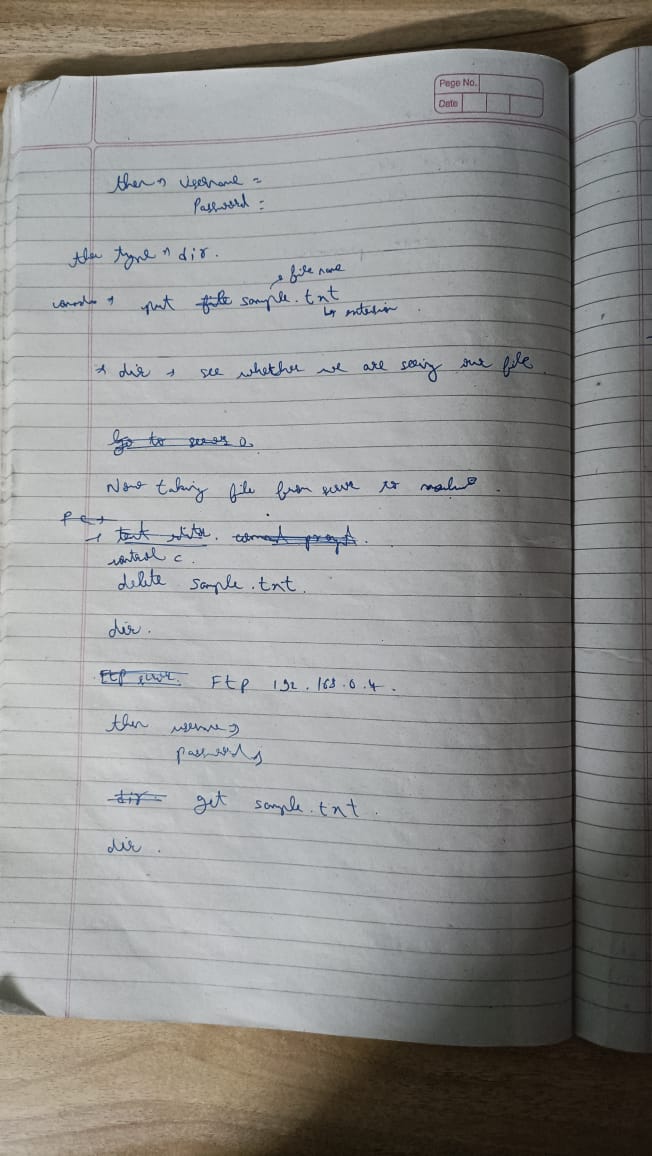 Page No.
Date
then → Username =
Password =
then type → dir.
→ file name
put file sample.txt
↳ extension
→ dir → see whether we are seeing our file.
Go to server 0.
Now taking file from server to
PC →
→ text editor. command prompt.
control c.
delete sample.txt.
dir.
Ftp server. Ftp 192.168.0.4.
then username →
password →
dir. get sample.txt.
dir.